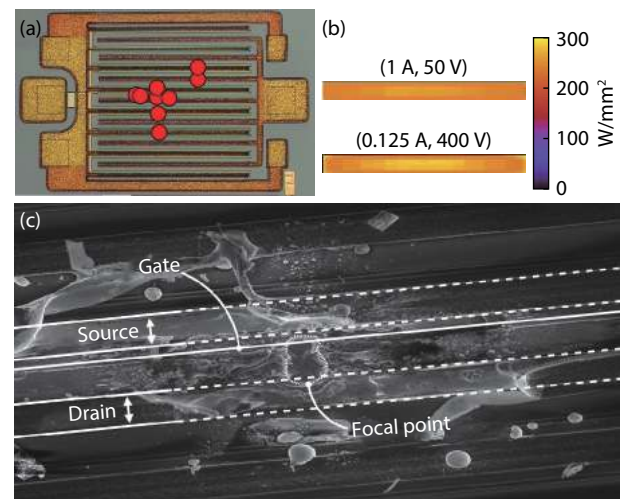 (a)
(b)
(1 A, 50 V)
(0.125 A, 400 V)
300
200
100
0
W/mm²
(c)
Gate
Source
Drain
Focal point